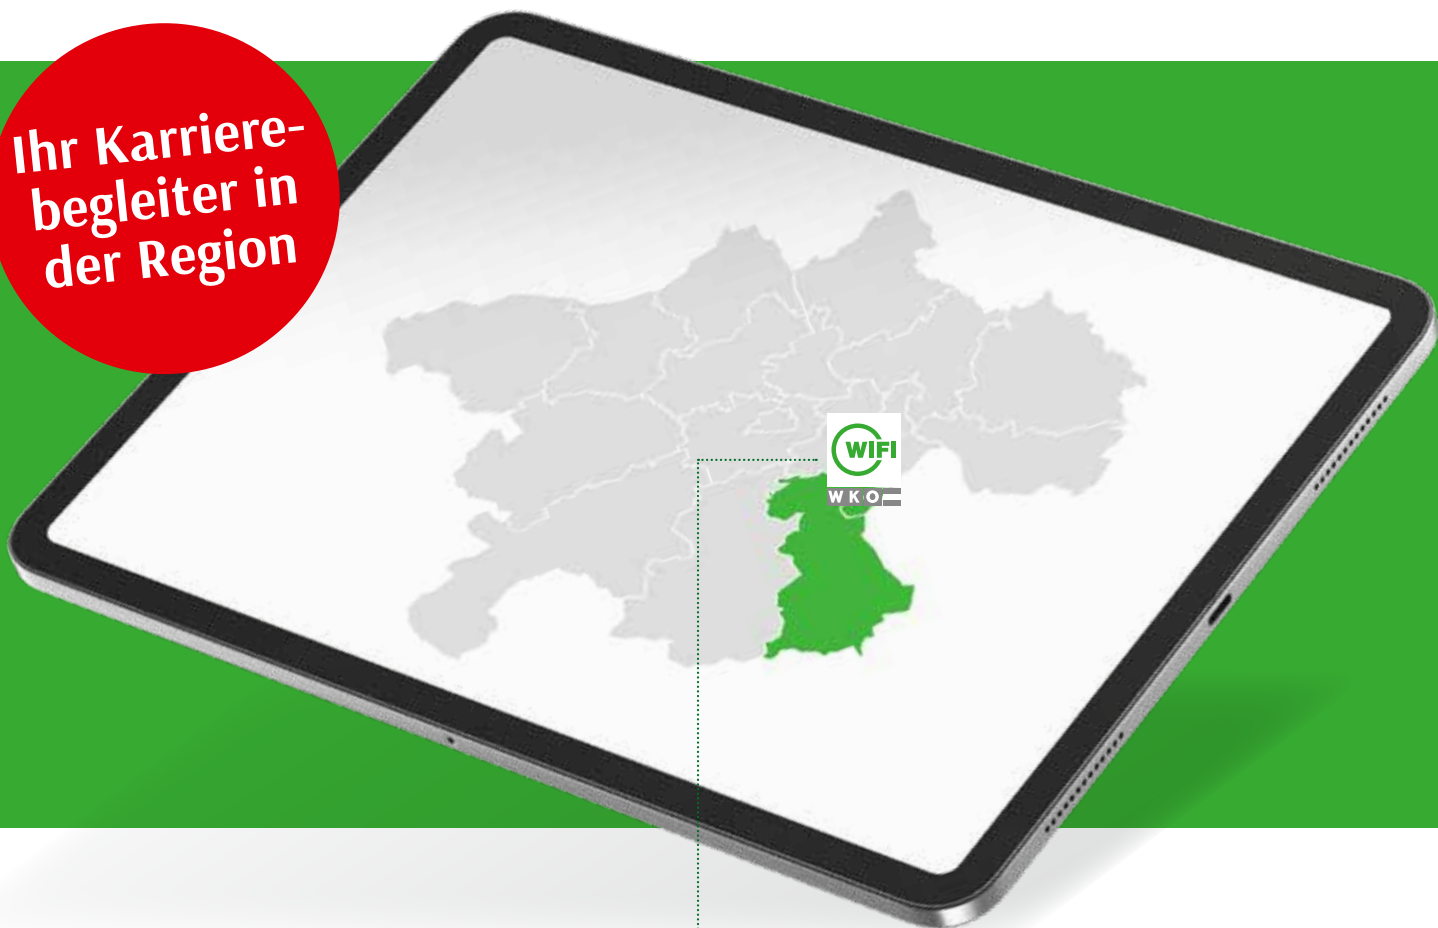 Ihr Karriere-
begleiter in
der Region
WIFI
WKO